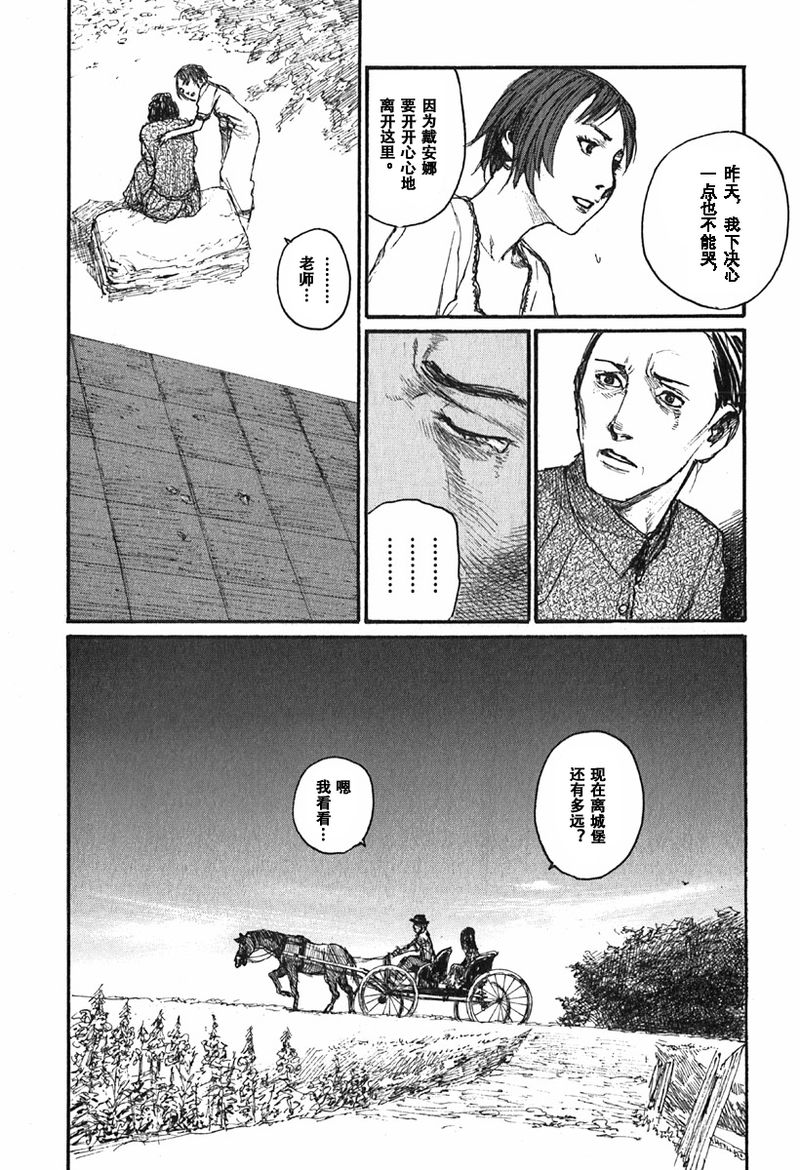 昨天，我下决心
一点也不能哭，
因为戴安娜
要开开心心地
离开这里。
………
………
………
……
老师…
现在离城堡
还有多远？
嗯
我看看…